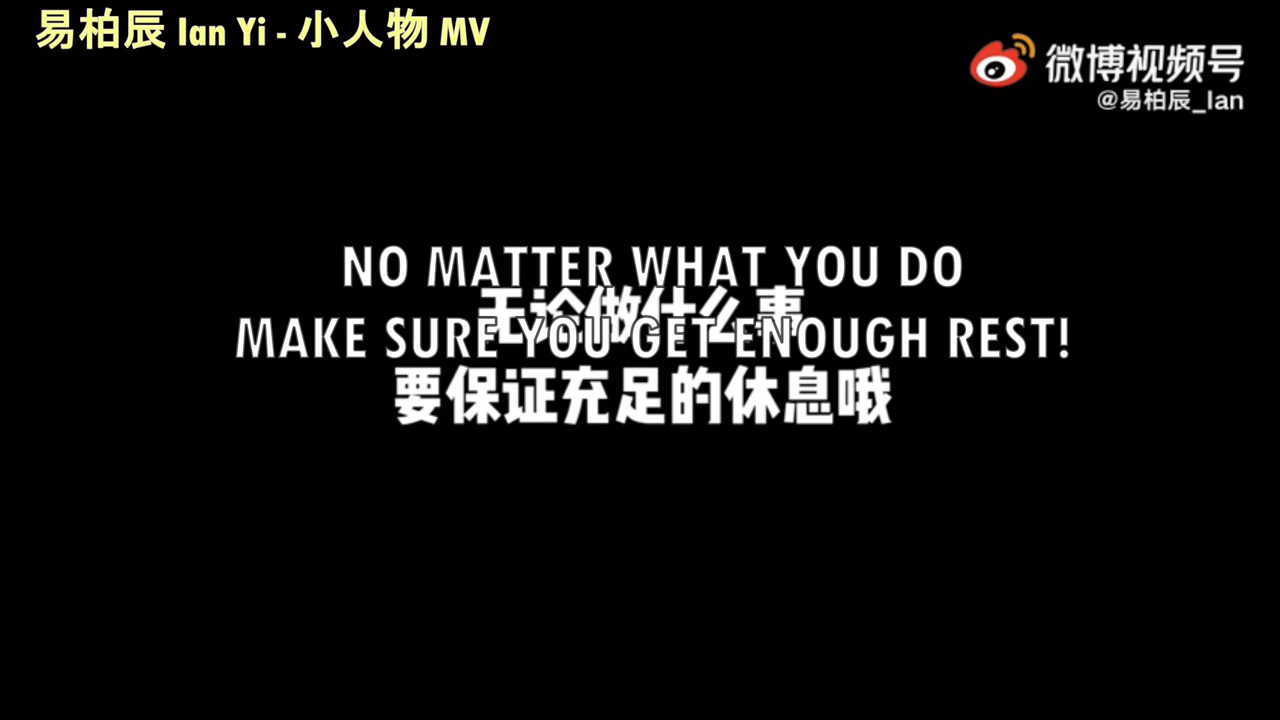 易柏辰 Ian Yi - 小人物 MV
微博视频号
@易柏辰_Ian
NO MATTER WHAT YOU DO
无论做什么事
MAKE SURE YOU GET ENOUGH REST!
要保证充足的休息哦